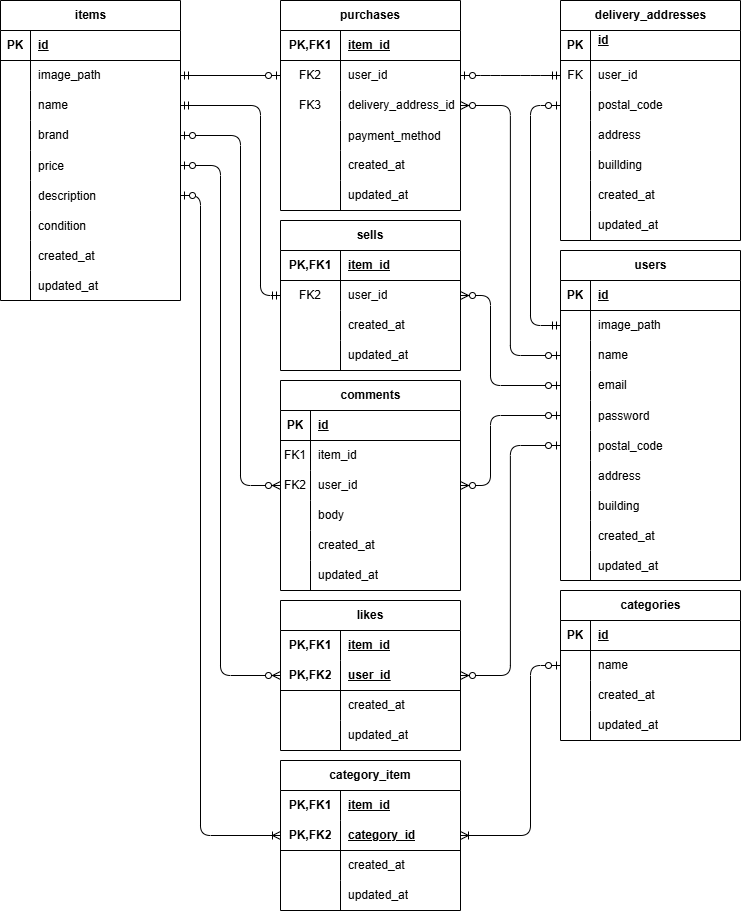 items
PK id
image_path
name
brand
price
description
condition
created_at
updated_at
purchases
PK,FK1 item_id
FK2 user_id
FK3 delivery_address_id
payment_method
created_at
updated_at
delivery_addresses
PK id
FK user_id
postal_code
address
buillding
created_at
updated_at
sells
PK,FK1 item_id
FK2 user_id
created_at
updated_at
users
PK id
image_path
name
email
password
postal_code
address
building
created_at
updated_at
comments
PK id
FK1 item_id
FK2 user_id
body
created_at
updated_at
likes
PK,FK1 item_id
PK,FK2 user_id
created_at
updated_at
categories
PK id
name
created_at
updated_at
category_item
PK,FK1 item_id
PK,FK2 category_id
created_at
updated_at